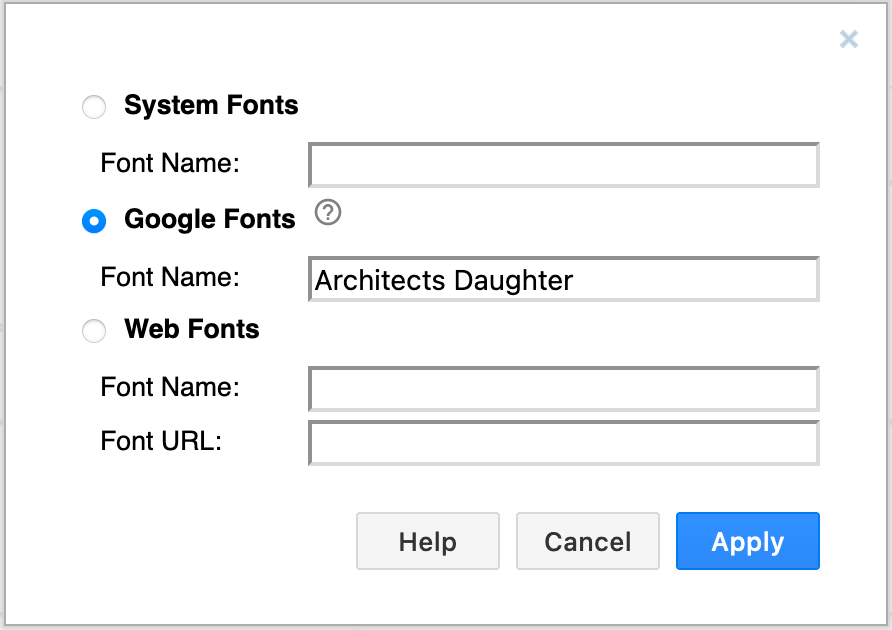 ×
System Fonts
Font Name:
Google Fonts ?
Font Name: Architects Daughter
Web Fonts
Font Name:
Font URL:
Help Cancel Apply